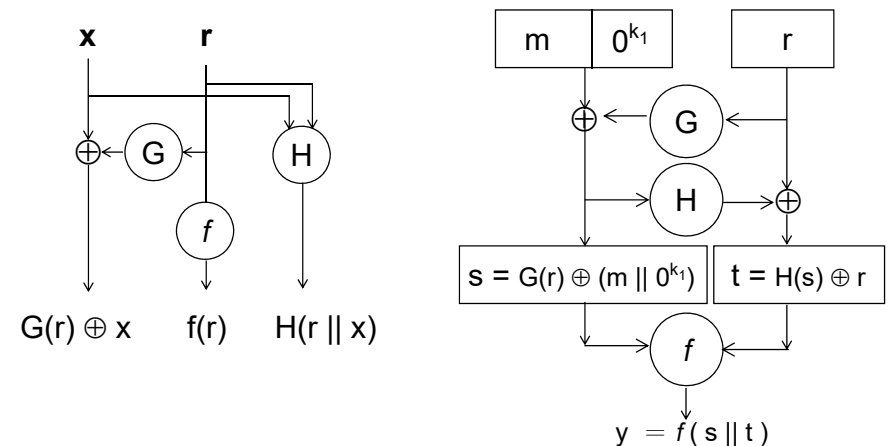 x r
G H
f
G(r) ⊕ x f(r) H(r || x)
m 0^{k₁} r
G
H
s = G(r) ⊕ (m || 0^{k₁}) t = H(s) ⊕ r
f
y = f ( s || t )